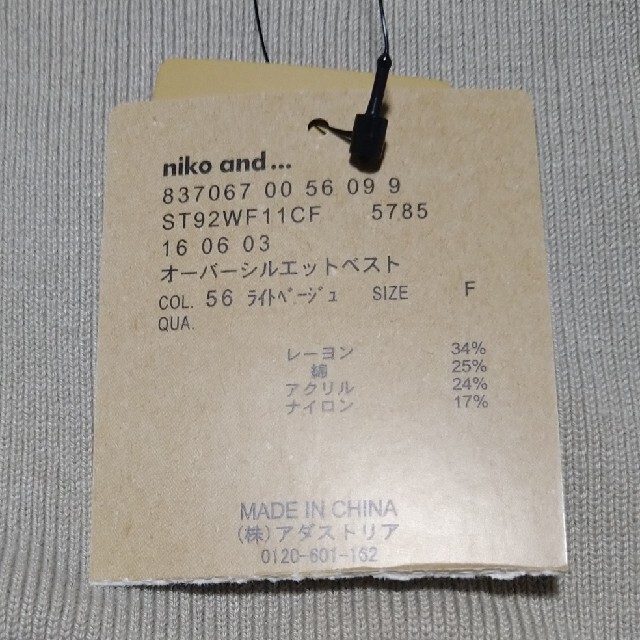 niko and...
837067 00 56 09 9
ST92WF11CF 5785
16 06 03
オーバーシルエットベスト
COL. 56 ﾗｲﾄﾍﾞｰｼﾞｭ SIZE F
QUA.
レーヨン 34%
綿 25%
アクリル 24%
ナイロン 17%
MADE IN CHINA
(株)アダストリア
0120-601-162